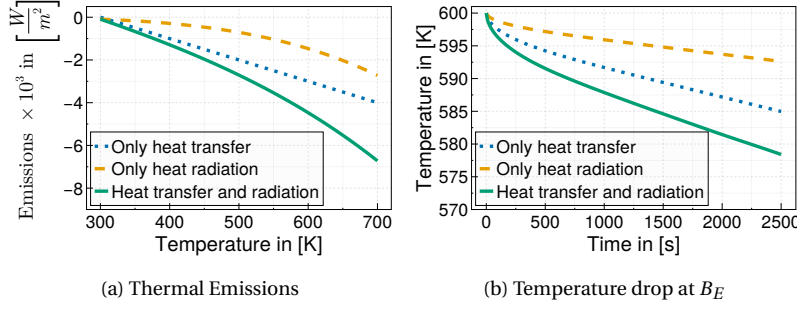 Emissions × 10³ in [W/m²]
0
−2
−4
−6
−8
Only heat transfer
Only heat radiation
Heat transfer and radiation
300 400 500 600 700
Temperature in [K]
(a) Thermal Emissions
Temperature in [K]
600
595
590
585
580
575
570
Only heat transfer
Only heat radiation
Heat transfer and radiation
0 500 1000 1500 2000 2500
Time in [s]
(b) Temperature drop at B_E